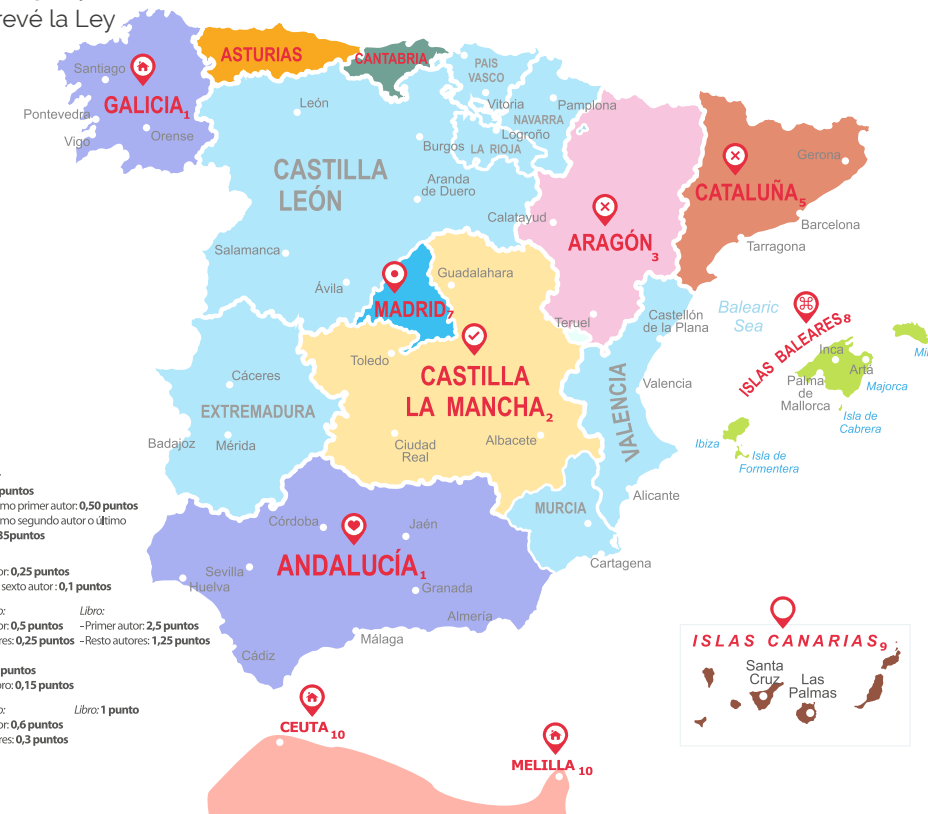 revé la Ley
ASTURIAS
CANTABRIA
PAIS
VASCO
Santiago
GALICIA1
Pontevedra
Vigo
Orense
León
Vitoria
Pamplona
NAVARRA
Logroño
LA RIOJA
Burgos
CASTILLA
LEÓN
Aranda
de Duero
Gerona
CATALUÑA5
Barcelona
Tarragona
Calatayud
ARAGÓN3
Salamanca
Ávila
Guadalahara
MADRID7
Teruel
Castellón
de la Plana
Balearic
Sea
ISLAS BALEARES8
Inca
Arta
Palma
de
Mallorca
Majorca
Isla de
Cabrera
Ibiza
Isla de
Formentera
Toledo
CASTILLA
LA MANCHA2
Cáceres
EXTREMADURA
Badajoz
Mérida
Ciudad
Real
Albacete
VALENCIA
Valencia
Alicante
MURCIA
Cartagena
Córdoba
Jaén
ANDALUCÍA1
Sevilla
Huelva
Granada
Almería
Málaga
Cádiz
puntos
mo primer autor: 0,50 puntos
mo segundo autor o último
35puntos
or: 0,25 puntos
sexto autor : 0,1 puntos
o: Libro:
or: 0,5 puntos -Primer autor: 2,5 puntos
res: 0,25 puntos -Resto autores: 1,25 puntos
puntos
bro: 0,15 puntos
o: Libro: 1 punto
or: 0,6 puntos
res: 0,3 puntos
CEUTA 10
MELILLA 10
ISLAS CANARIAS9
Santa
Cruz
Las
Palmas